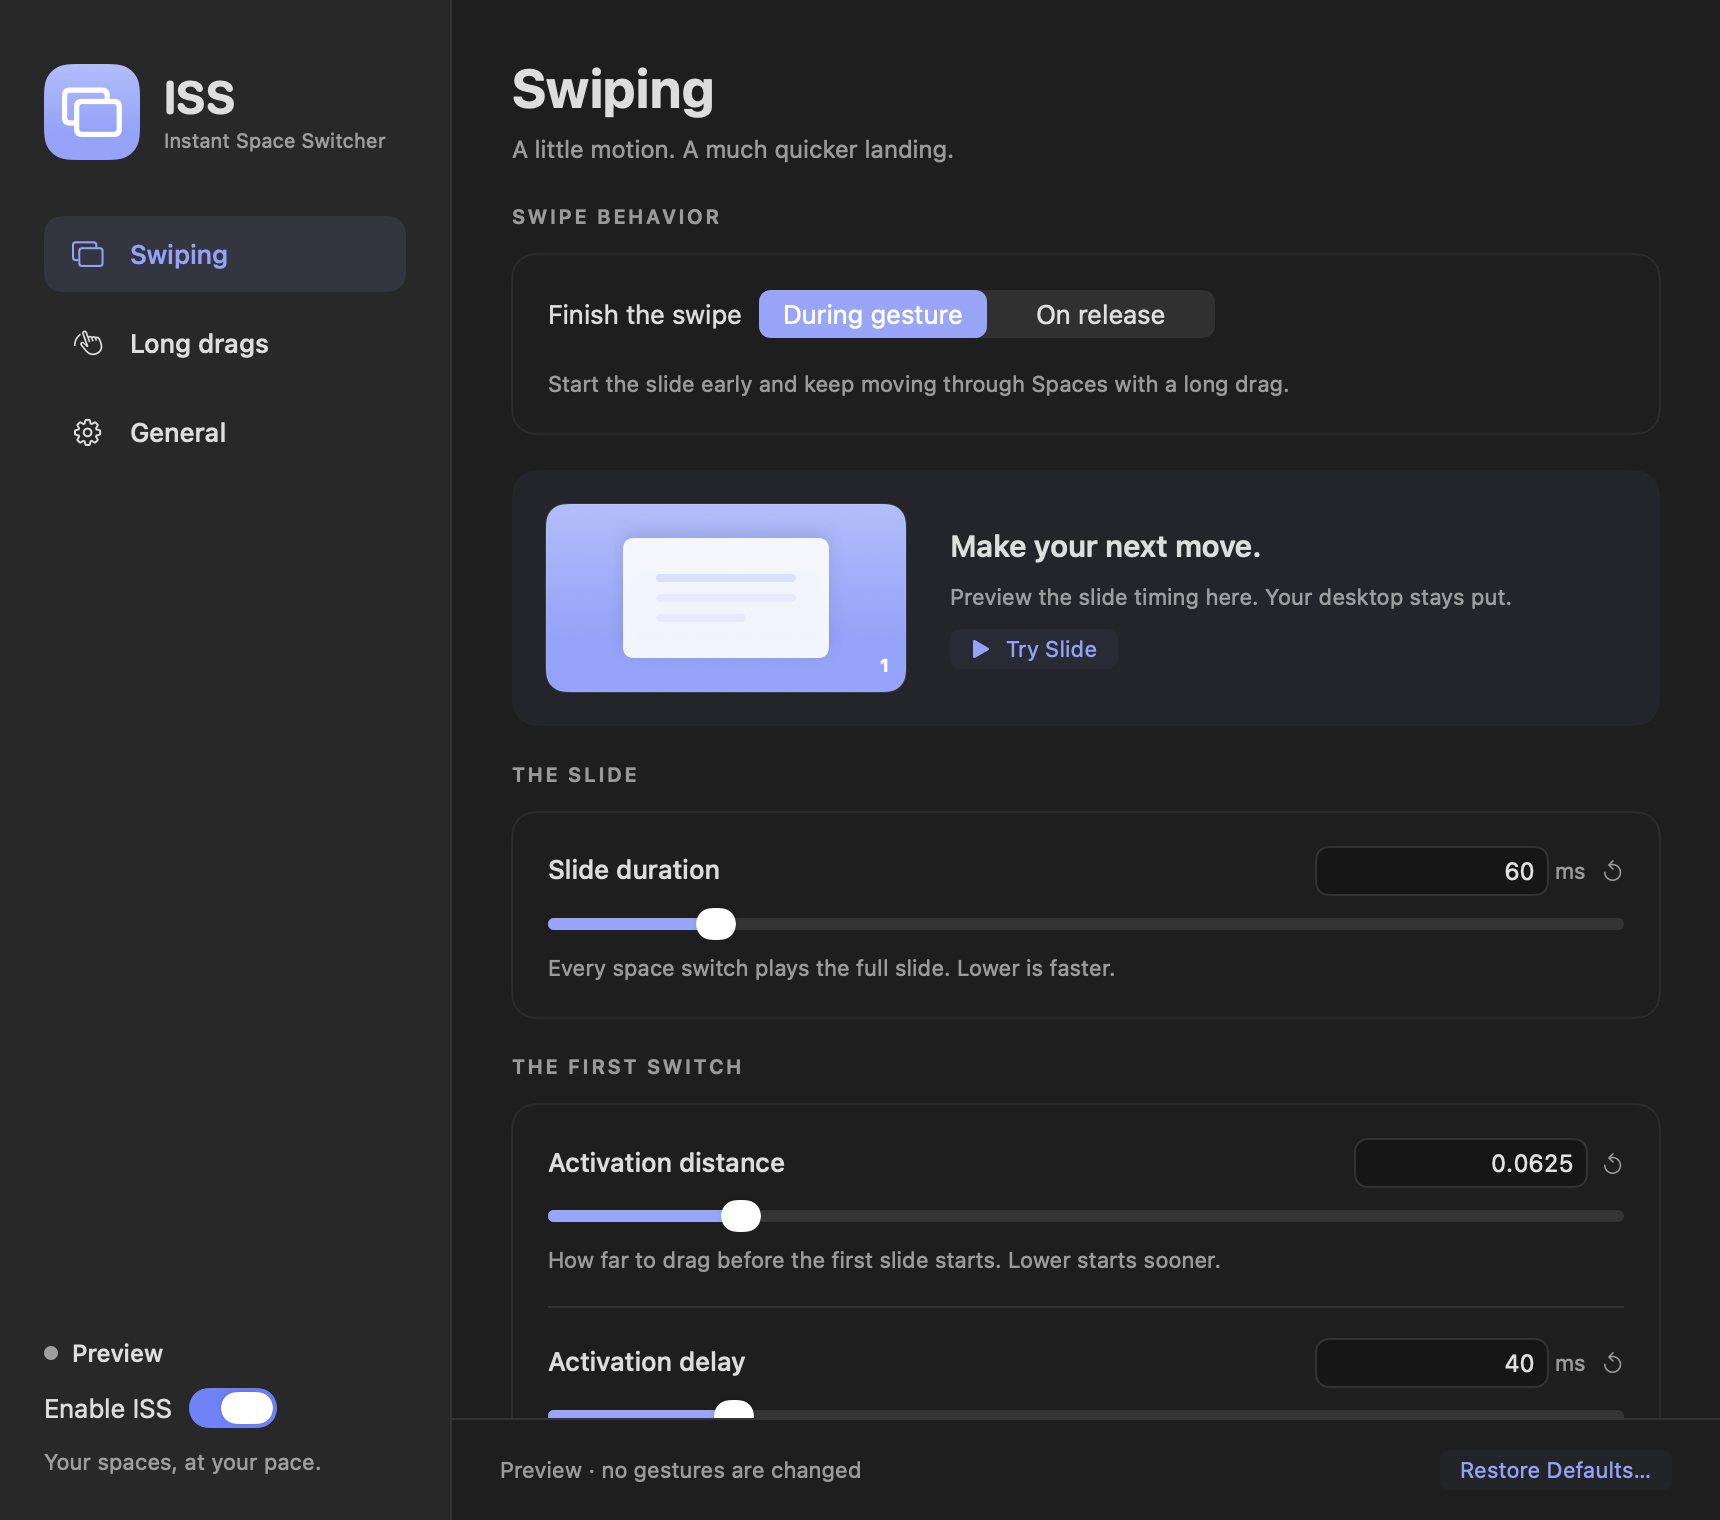 ISS
Instant Space Switcher
Swiping
Long drags
General
Preview
Enable ISS
Your spaces, at your pace.
Swiping
A little motion. A much quicker landing.
SWIPE BEHAVIOR
Finish the swipe During gesture On release
Start the slide early and keep moving through Spaces with a long drag.
1
Make your next move.
Preview the slide timing here. Your desktop stays put.
Try Slide
THE SLIDE
Slide duration 60 ms
Every space switch plays the full slide. Lower is faster.
THE FIRST SWITCH
Activation distance 0.0625
How far to drag before the first slide starts. Lower starts sooner.
Activation delay 40 ms
Preview · no gestures are changed
Restore Defaults...